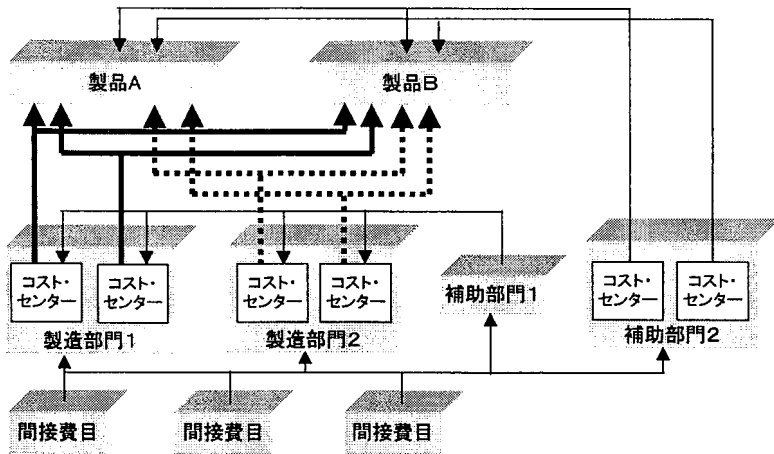 製品A
製品B
コスト・
センター
コスト・
センター
コスト・
センター
コスト・
センター
コスト・
センター
コスト・
センター
製造部門1
製造部門2
補助部門1
補助部門2
間接費目
間接費目
間接費目